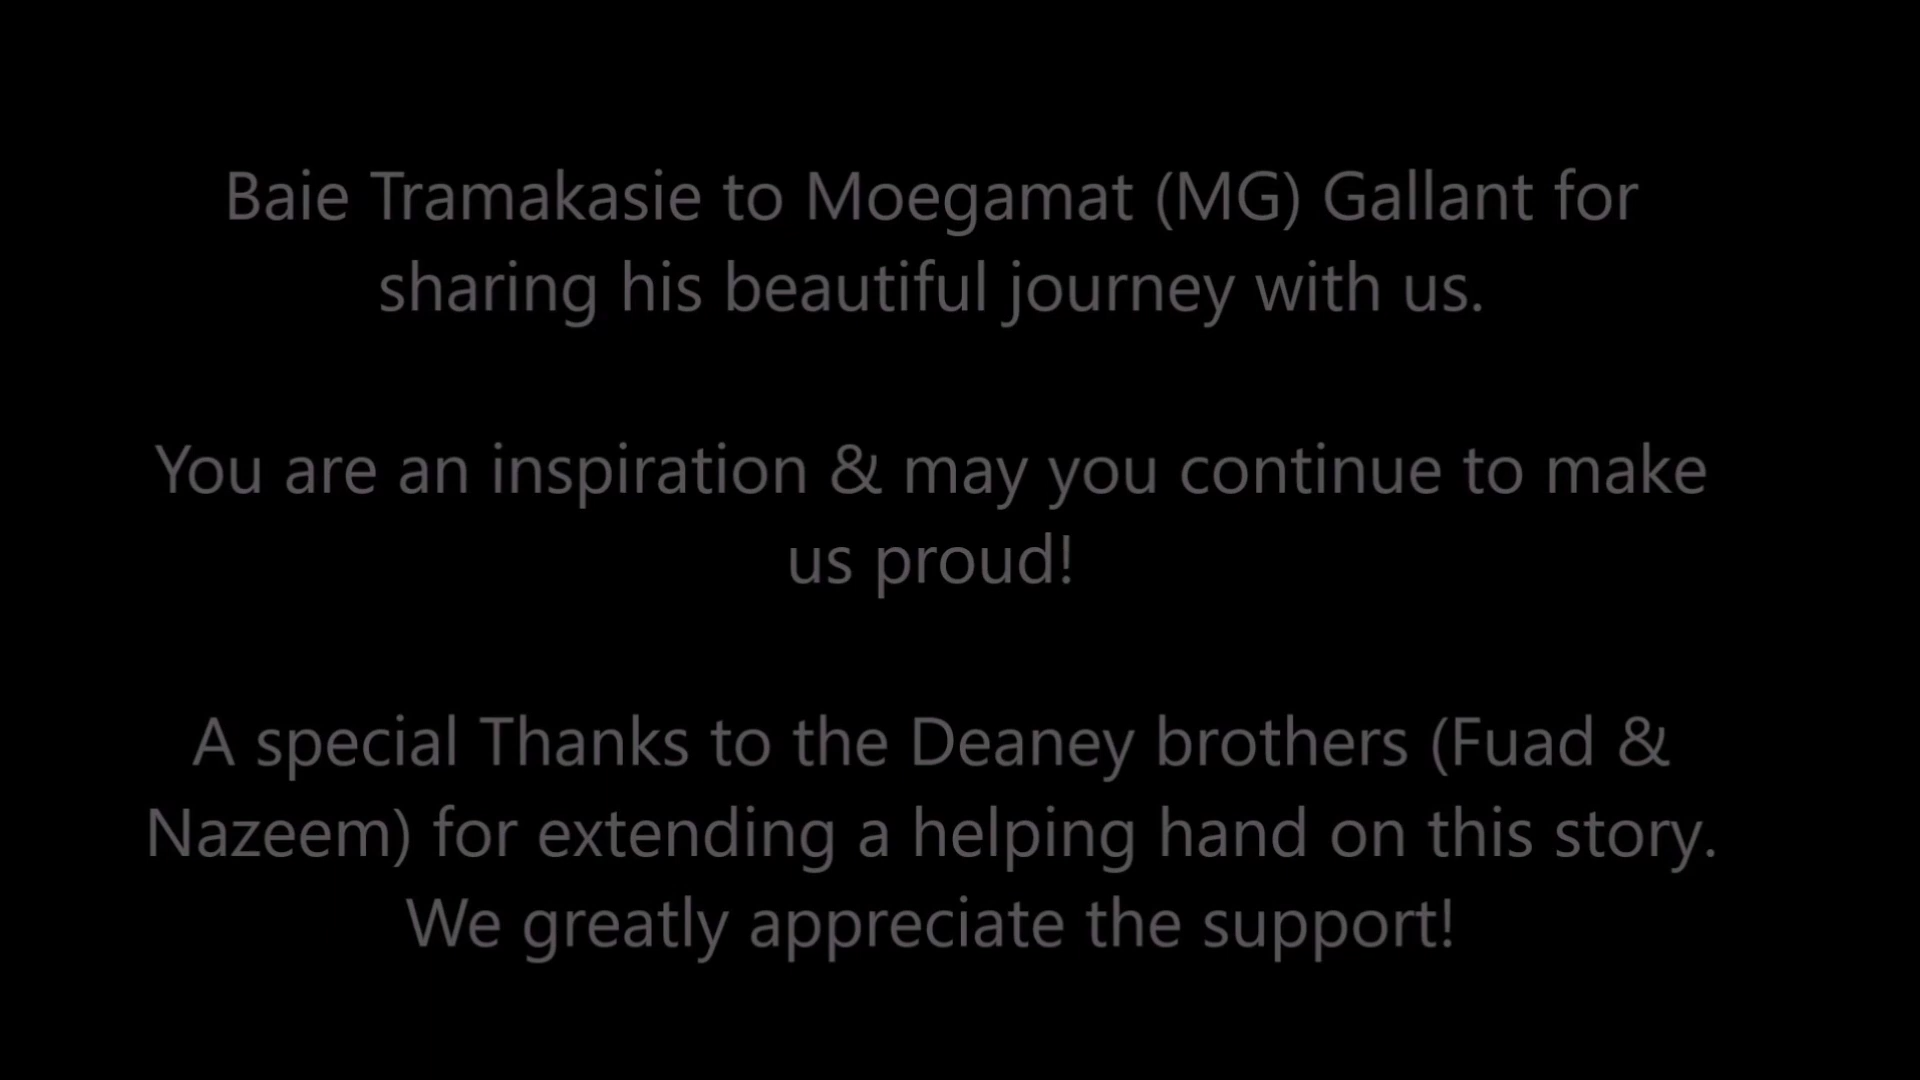 Baie Tramakasie to Moegamat (MG) Gallant for
sharing his beautiful journey with us.
You are an inspiration & may you continue to make
us proud!
A special Thanks to the Deaney brothers (Fuad &
Nazeem) for extending a helping hand on this story.
We greatly appreciate the support!